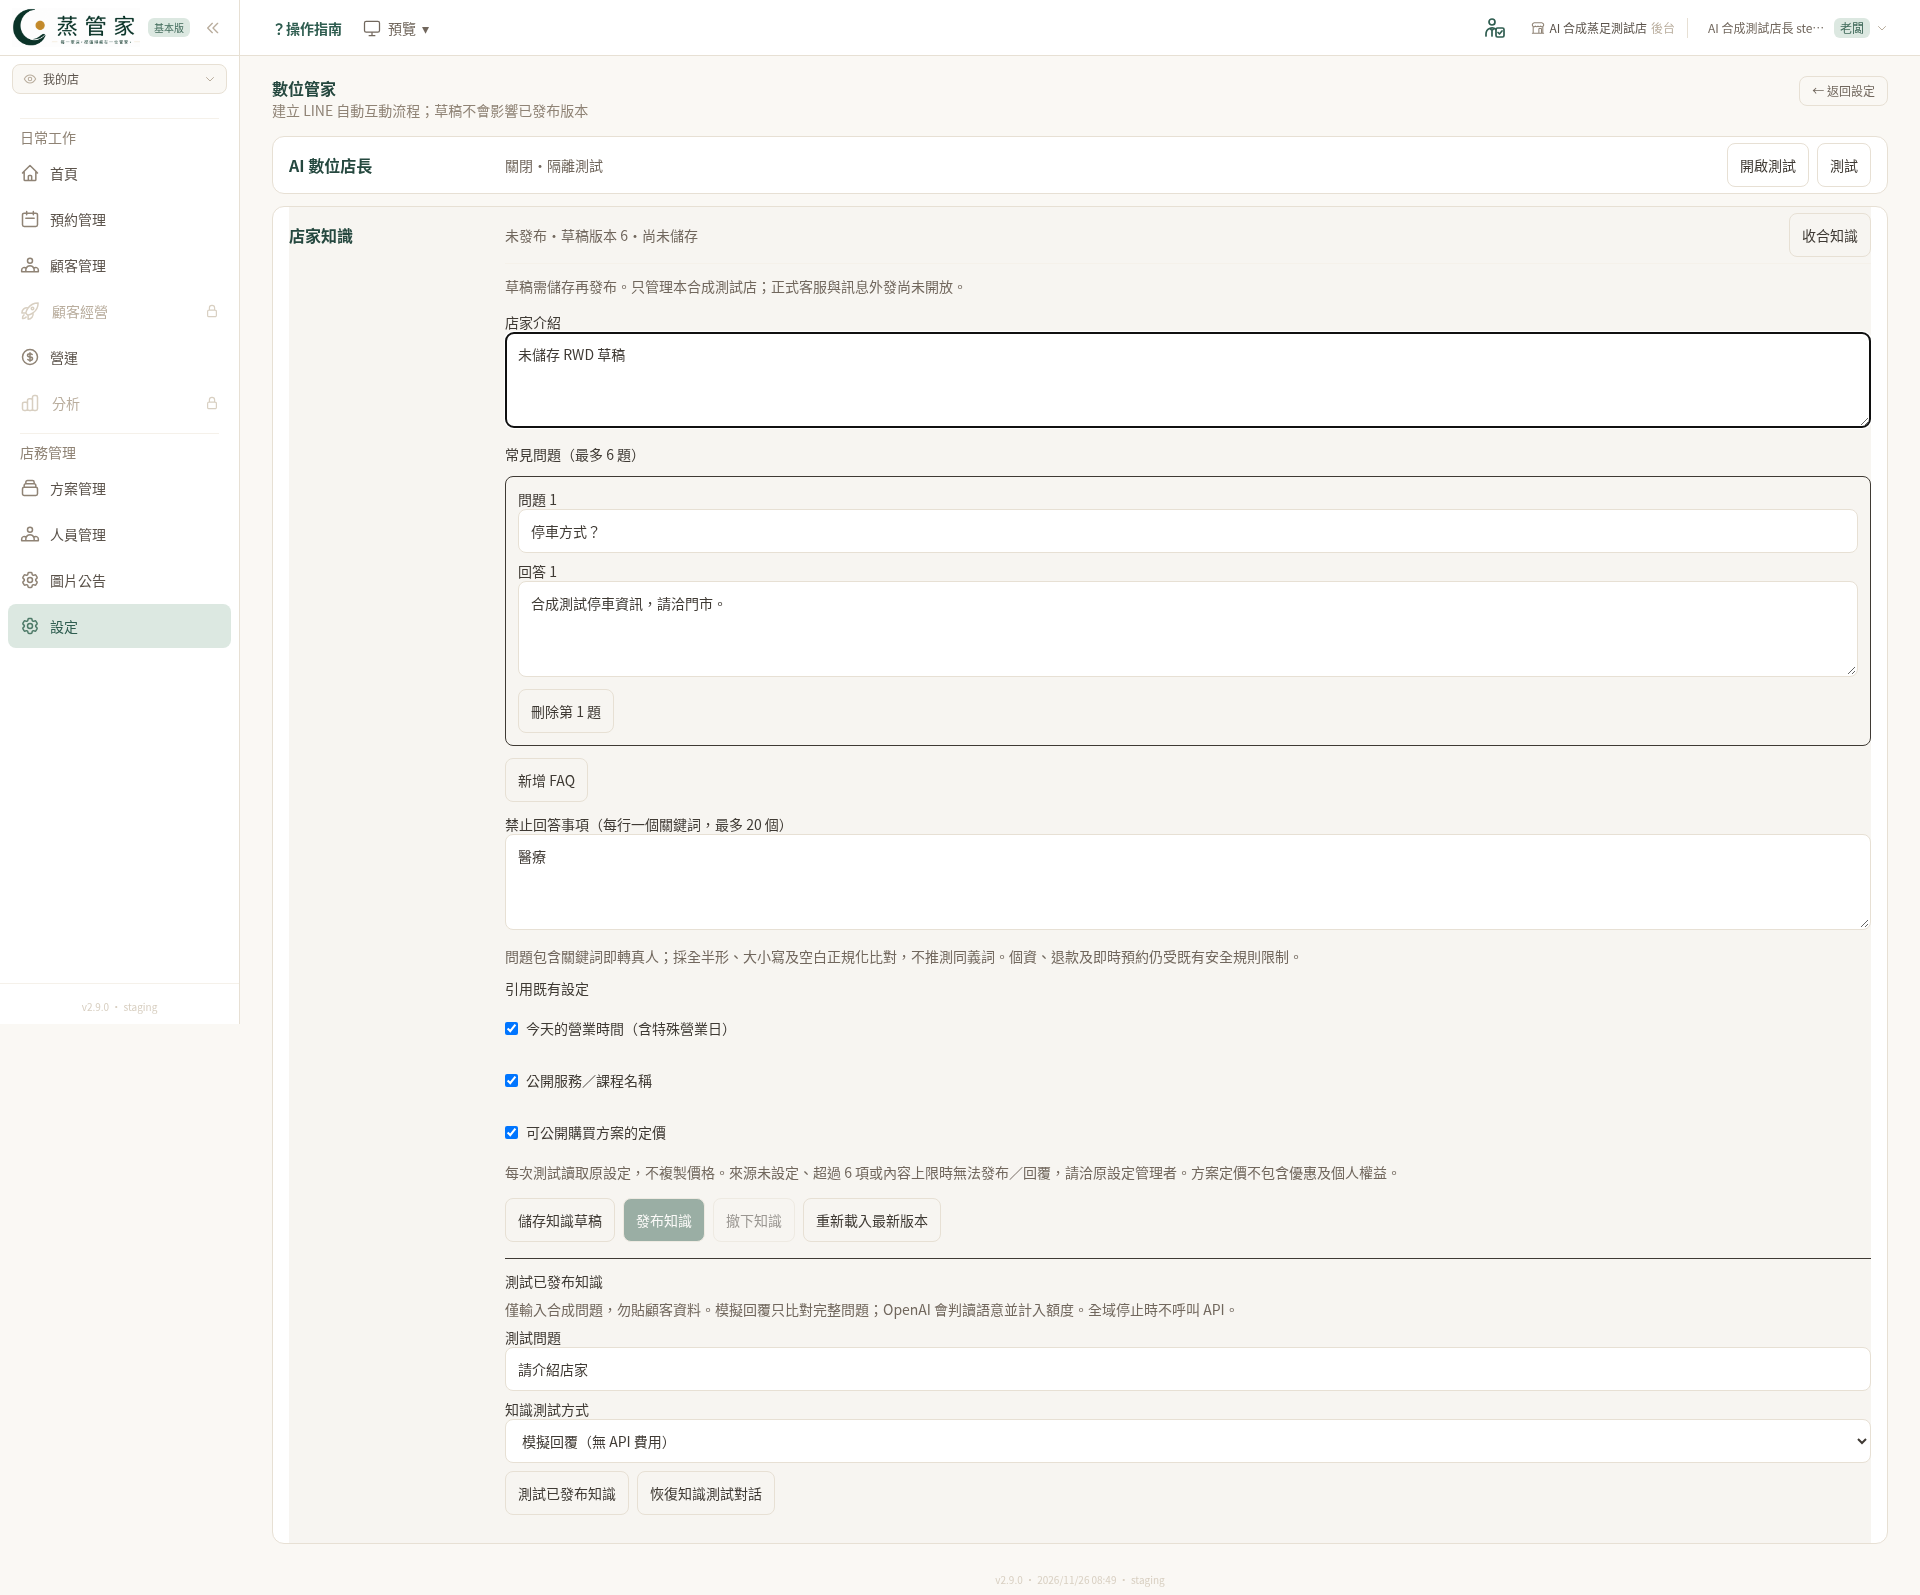 蒸管家
基本版
?操作指南
預覽 ▾
AI 合成蒸足測試店 後台
AI 合成測試店長 ste…
老闆
我的店
日常工作
首頁
預約管理
顧客管理
顧客經營
營運
分析
店務管理
方案管理
人員管理
圖片公告
設定
v2.9.0 · staging
數位管家
建立 LINE 自動互動流程；草稿不會影響已發布版本
← 返回設定
AI 數位店長
關閉・隔離測試
開啟測試
測試
店家知識
未發布・草稿版本 6・尚未儲存
收合知識
草稿需儲存再發布。只管理本合成測試店；正式客服與訊息外發尚未開放。
店家介紹
未儲存 RWD 草稿
常見問題（最多 6 題）
問題 1
停車方式？
回答 1
合成測試停車資訊，請洽門市。
刪除第 1 題
新增 FAQ
禁止回答事項（每行一個關鍵詞，最多 20 個）
醫療
問題包含關鍵詞即轉真人；採全半形、大小寫及空白正規化比對，不推測同義詞。個資、退款及即時預約仍受既有安全規則限制。
引用既有設定
今天的營業時間（含特殊營業日）
公開服務／課程名稱
可公開購買方案的定價
每次測試讀取原設定，不複製價格。來源未設定、超過 6 項或內容上限時無法發布／回覆，請洽原設定管理者。方案定價不包含優惠及個人權益。
儲存知識草稿
發布知識
撤下知識
重新載入最新版本
測試已發布知識
僅輸入合成問題，勿貼顧客資料。模擬回覆只比對完整問題；OpenAI 會判讀語意並計入額度。全域停止時不呼叫 API。
測試問題
請介紹店家
知識測試方式
模擬回覆（無 API 費用）
測試已發布知識
恢復知識測試對話
v2.9.0 · 2026/11/26 08:49 · staging